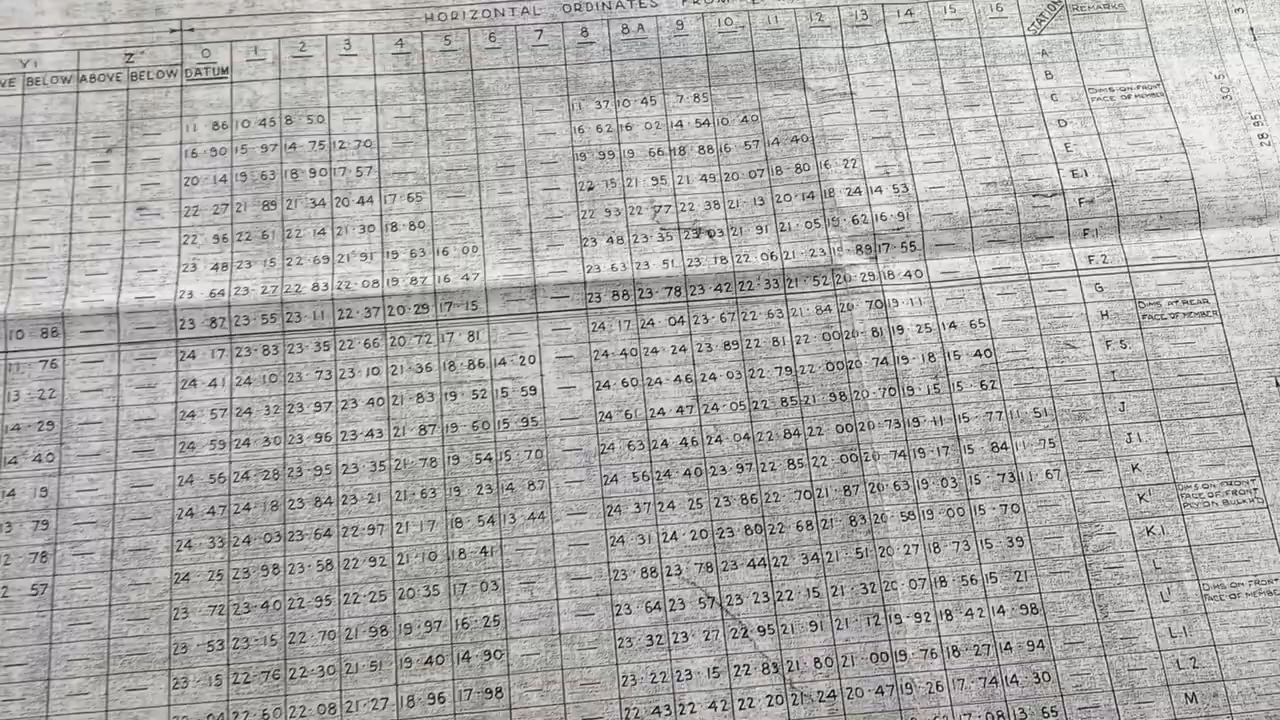 HORIZONTAL ORDINATES FROM
Y1 Z 0 1 2 3 4 5 6 7 8 8A 9 10 11 12 13 14 15 16 STATION REMARKS
BELOW ABOVE BELOW DATUM
A
B
11·86 10·45 8·50 — 11·37 10·45 7·85 C DIMS·ON·FRONT FACE OF MEMBER
16·90 15·97 14·75 12·70 16·62 16·02 14·54 10·40 D
20·14 19·63 18·90 17·57 19·99 19·66 18·88 16·57 14·40 E
22·27 21·89 21·34 20·44 17·65 22·75 21·95 21·49 20·07 18·80 16·22 E.1
22·96 22·61 22·14 21·30 18·80 22·93 22·77 22·38 21·13 20·14 18·24 14·53 F
23·48 23·15 22·69 21·91 19·63 16·00 23·48 23·35 23·03 21·91 21·05 19·62 16·91 F.1
23·64 23·27 22·83 22·08 19·87 16·47 23·63 23·51 23·18 22·06 21·23 17·55 F.2
10·88 23·87 23·55 23·11 22·37 20·29 17·15 23·88 23·78 23·42 22·33 21·52 20·29 18·40 G
11·76 24·17 23·83 23·35 22·66 20·72 17·81 24·17 24·04 23·67 22·63 21·84 20·70 19·11 H DIMS AT REAR FACE OF MEMBER
13·22 24·41 24·10 23·73 23·10 21·36 18·86 14·20 24·40 24·24 23·89 22·81 22·00 20·81 19·25 14·65
14·29 24·57 24·32 23·97 23·40 21·83 19·52 15·59 24·60 24·46 24·03 22·79 22·00 20·74 19·18 15·40 I
14·40 24·59 24·30 23·96 23·43 21·87 19·60 15·95 24·61 24·47 24·05 22·85 21·98 20·70 19·15 15·62 J
14 19 24·56 24·28 23·95 23·35 21·78 19·54 15·70 24·63 24·46 24·04 22·84 22·00 20·73 19·11 15·77 11·51 J1.
3 79 24·47 24·18 23·84 23·21 21·63 19·23 14·87 24·56 24·40 23·97 22·85 22·00 20·74 19·17 15·84 11·75 K
2·78 24·33 24·03 23·64 22·97 21·17 18·54 13·44 24·37 24·25 23·86 22·70 21·87 20·63 19·03 15·73 11·67 K' DIMS ON FRONT FACE OF FRONT PLY ON BULKHD
2 57 24·25 23·98 23·58 22·92 21·10 18·41 24·31 24·20 23·80 22·68 21·83 20·58 19·00 15·70 K.1.
23·72 23·40 22·95 22·25 20·35 17·03 23·88 23·78 23·44 22·34 21·51 20·27 18·73 15·39 L
23·53 23·15 22·70 21·98 19·97 16·25 23·64 23·57 23·23 22·15 21·32 20·07 18·56 15·21 L' DIMS ON FRONT FACE OF MEMBER
23·15 22·76 22·30 21·51 19·40 14·90 23·32 23·27 22·95 21·91 21·12 19·92 18·42 14·98 L.1.
22·60 22·08 21·27 18·96 17·98 23·22 23·15 22·83 21·80 21·00 19·76 18·27 14·94 L 2.
22·43 22·42 22·20 21·24 20·47 19·26 17·74 14·30 M
17·08 13·65
30·5
28·85